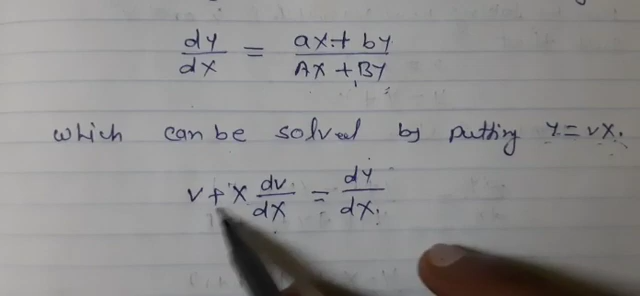 dY/dX = aX + bY/AX + BY
which can be solved by putting Y = vX.
v + X dv/dX = dY/dX.